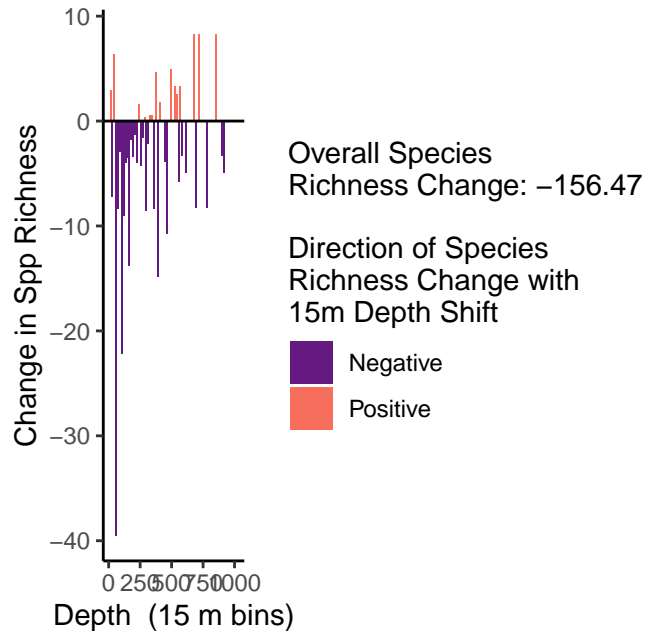 10
0
−10
−20
−30
−40
Change in Spp Richness
0 250 500 750 1000
Depth  (15 m bins)
Overall Species
Richness Change: −156.47
Direction of Species
Richness Change with
15m Depth Shift
Negative
Positive